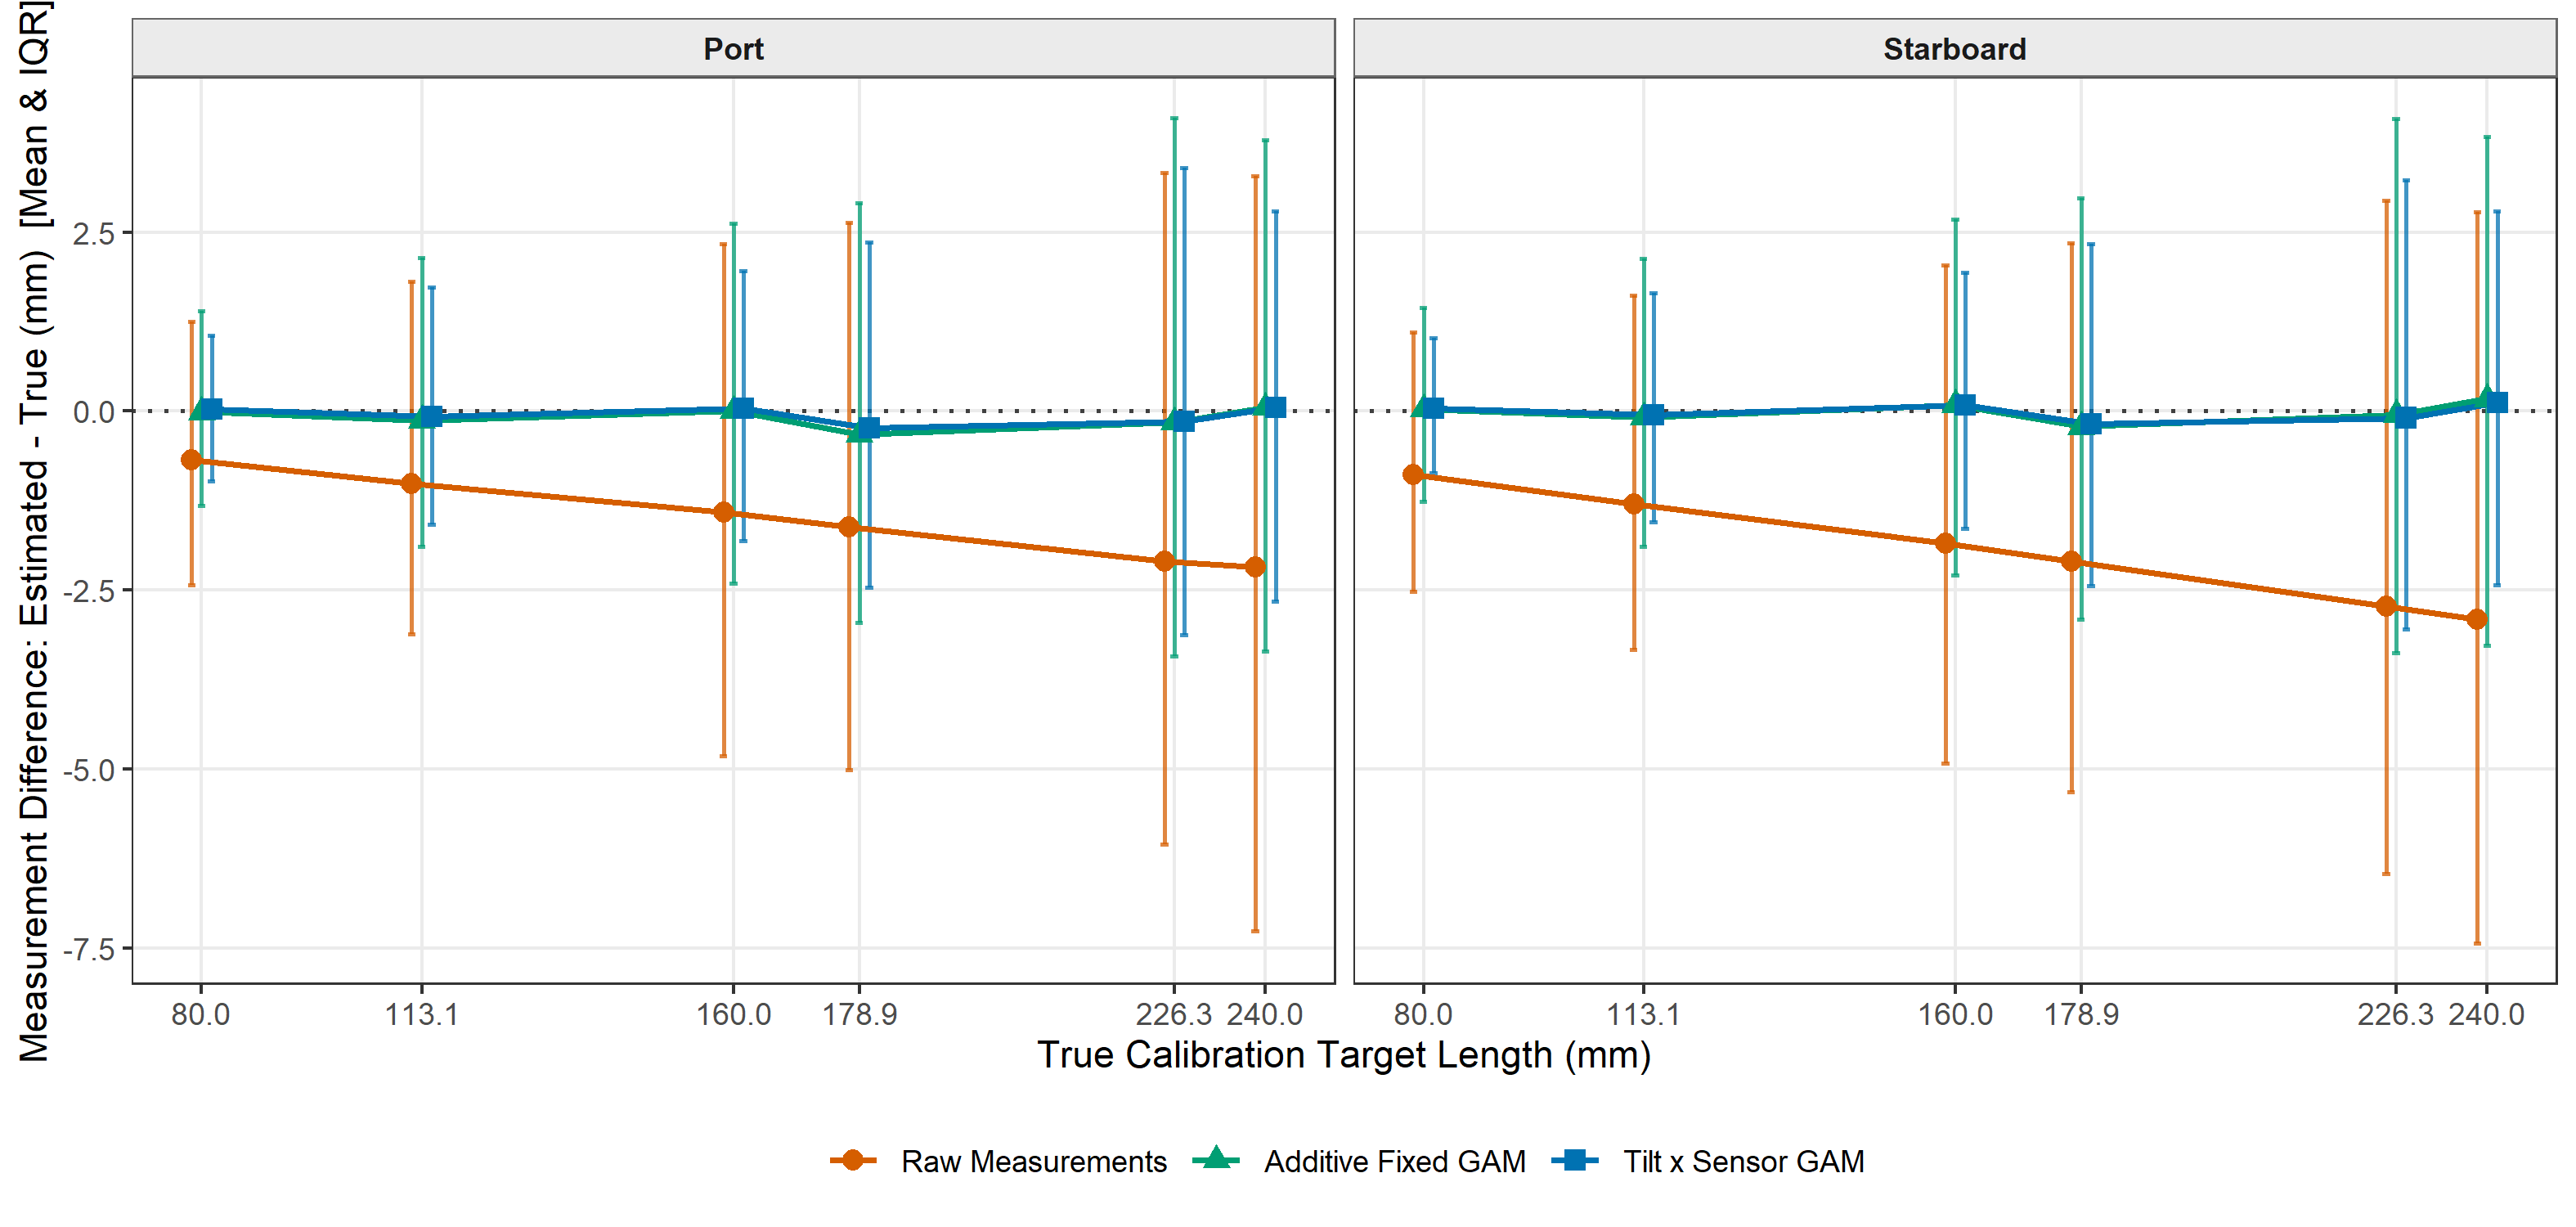 Measurement Difference: Estimated - True (mm)  [Mean & IQR]
Port
Starboard
2.5
0.0
-2.5
-5.0
-7.5
80.0 113.1 160.0 178.9 226.3 240.0
80.0 113.1 160.0 178.9 226.3 240.0
True Calibration Target Length (mm)
Raw Measurements Additive Fixed GAM Tilt x Sensor GAM